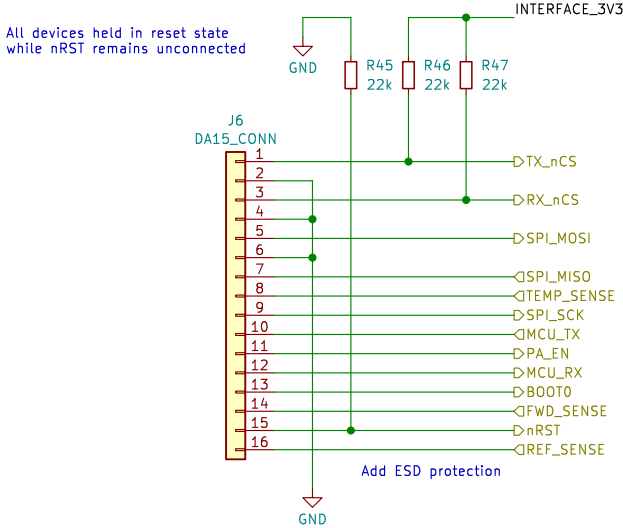 INTERFACE_3V3
All devices held in reset state
while nRST remains unconnected
GND
R45
22k
R46
22k
R47
22k
J6
DA15_CONN
1
TX_nCS
2
3
RX_nCS
4
5
SPI_MOSI
6
7
SPI_MISO
8
TEMP_SENSE
9
SPI_SCK
10
MCU_TX
11
PA_EN
12
MCU_RX
13
BOOT0
14
FWD_SENSE
15
nRST
16
REF_SENSE
Add ESD protection
GND